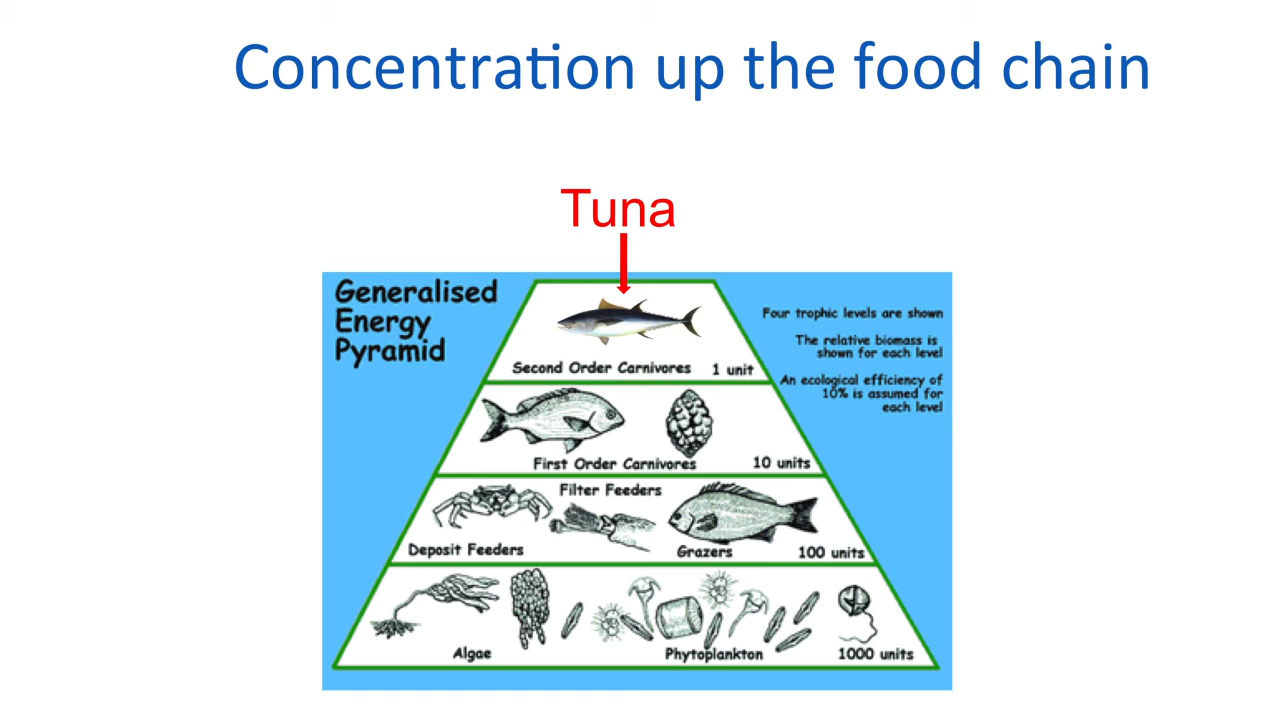 Concentration up the food chain
Tuna
Generalised
Energy
Pyramid
Four trophic levels are shown
The relative biomass is
shown for each level
An ecological efficiency of
10% is assumed for
each level
Second Order Carnivores 1 unit
First Order Carnivores 10 units
Filter Feeders
Deposit Feeders Grazers 100 units
Algae Phytoplankton 1000 units